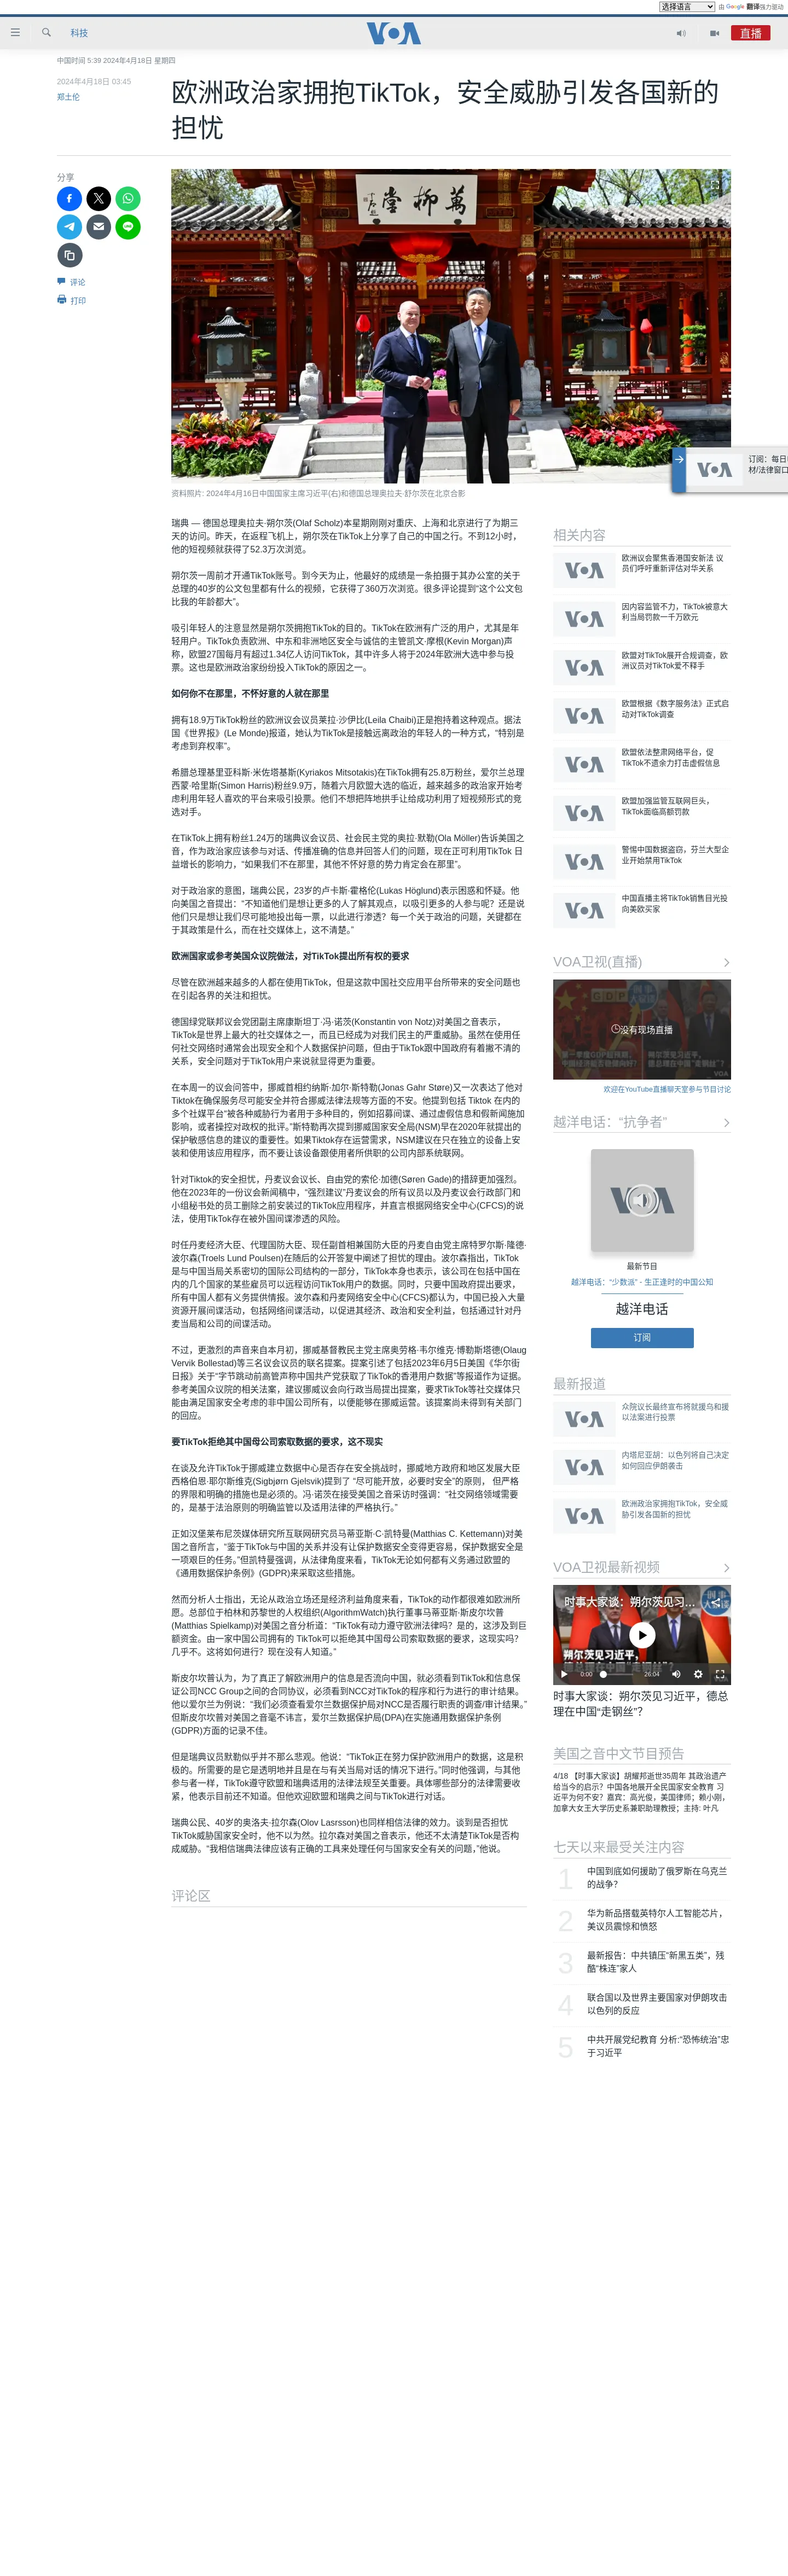 选择语言 由 Google 翻译强力驱动
科技
VOA
直播
中国时间 5:39 2024年4月18日 星期四
2024年4月18日 03:45
郑土伦
欧洲政治家拥抱TikTok，安全威胁引发各国新的
担忧
分享
评论
打印
萬柳堂
资料照片: 2024年4月16日中国国家主席习近平(右)和德国总理奥拉夫·舒尔茨在北京合影
订阅：每日
VOA
材/法律窗口
瑞典 — 德国总理奥拉夫·朔尔茨(Olaf Scholz)本星期刚刚对重庆、上海和北京进行了为期三
天的访问。昨天，在返程飞机上，朔尔茨在TikTok上分享了自己的中国之行。不到12小时，
他的短视频就获得了52.3万次浏览。
朔尔茨一周前才开通TikTok账号。到今天为止，他最好的成绩是一条拍摄于其办公室的关于
总理的40岁的公文包里都有什么的视频，它获得了360万次浏览。很多评论提到“这个公文包
比我的年龄都大”。
吸引年轻人的注意显然是朔尔茨拥抱TikTok的目的。TikTok在欧洲有广泛的用户，尤其是年
轻用户。TikTok负责欧洲、中东和非洲地区安全与诚信的主管凯文·摩根(Kevin Morgan)声
称，欧盟27国每月有超过1.34亿人访问TikTok，其中许多人将于2024年欧洲大选中参与投
票。这也是欧洲政治家纷纷投入TikTok的原因之一。
如何你不在那里，不怀好意的人就在那里
拥有18.9万TikTok粉丝的欧洲议会议员莱拉·沙伊比(Leila Chaibi)正是抱持着这种观点。据法
国《世界报》(Le Monde)报道，她认为TikTok是接触远离政治的年轻人的一种方式，“特别是
考虑到弃权率”。
希腊总理基里亚科斯·米佐塔基斯(Kyriakos Mitsotakis)在TikTok拥有25.8万粉丝，爱尔兰总理
西蒙·哈里斯(Simon Harris)粉丝9.9万，随着六月欧盟大选的临近，越来越多的政治家开始考
虑利用年轻人喜欢的平台来吸引投票。他们不想把阵地拱手让给成功利用了短视频形式的竞
选对手。
在TikTok上拥有粉丝1.24万的瑞典议会议员、社会民主党的奥拉·默勒(Ola Möller)告诉美国之
音，作为政治家应该参与对话、传播准确的信息并回答人们的问题，现在正可利用TikTok 日
益增长的影响力，“如果我们不在那里，其他不怀好意的势力肯定会在那里”。
对于政治家的意图，瑞典公民，23岁的卢卡斯·霍格伦(Lukas Höglund)表示困惑和怀疑。他
向美国之音提出：“不知道他们是想让更多的人了解其观点，以吸引更多的人参与呢？还是说
他们只是想让我们尽可能地投出每一票，以此进行渗透？每一个关于政治的问题，关键都在
于其政策是什么，而在社交媒体上，这不清楚。”
欧洲国家或参考美国众议院做法，对TikTok提出所有权的要求
尽管在欧洲越来越多的人都在使用TikTok，但是这款中国社交应用平台所带来的安全问题也
在引起各界的关注和担忧。
德国绿党联邦议会党团副主席康斯坦丁·冯·诺茨(Konstantin von Notz)对美国之音表示，
TikTok是世界上最大的社交媒体之一，而且已经成为对我们民主的严重威胁。虽然在使用任
何社交网络时通常会出现安全和个人数据保护问题，但由于TikTok跟中国政府有着撇不清的
关系，安全问题对于TikTok用户来说就显得更为重要。
在本周一的议会问答中，挪威首相约纳斯·加尔·斯特勒(Jonas Gahr Støre)又一次表达了他对
Tiktok在确保服务尽可能安全并符合挪威法律法规等方面的不安。他提到包括 Tiktok 在内的
多个社媒平台“被各种威胁行为者用于多种目的，例如招募间谍、通过虚假信息和假新闻施加
影响，或者操控对政权的批评。”斯特勒再次提到挪威国家安全局(NSM)早在2020年就提出的
保护敏感信息的建议的重要性。如果Tiktok存在运营需求，NSM建议在只在独立的设备上安
装和使用该应用程序，而不要让该设备跟使用者所供职的公司内部系统联网。
针对Tiktok的安全担忧，丹麦议会议长、自由党的索伦·加德(Søren Gade)的措辞更加强烈。
他在2023年的一份议会新闻稿中，“强烈建议”丹麦议会的所有议员以及丹麦议会行政部门和
小组秘书处的员工删除之前安装过的TikTok应用程序，并直言根据网络安全中心(CFCS)的说
法，使用TikTok存在被外国间谍渗透的风险。
时任丹麦经济大臣、代理国防大臣、现任副首相兼国防大臣的丹麦自由党主席特罗尔斯·隆德·
波尔森(Troels Lund Poulsen)在随后的公开答复中阐述了担忧的理由。波尔森指出，TikTok
是与中国当局关系密切的国际公司结构的一部分，TikTok本身也表示，该公司在包括中国在
内的几个国家的某些雇员可以远程访问TikTok用户的数据。同时，只要中国政府提出要求，
所有中国人都有义务提供情报。波尔森和丹麦网络安全中心(CFCS)都认为，中国已投入大量
资源开展间谍活动，包括网络间谍活动，以促进其经济、政治和安全利益，包括通过针对丹
麦当局和公司的间谍活动。
不过，更激烈的声音来自本月初，挪威基督教民主党主席奥劳格·韦尔维克·博勒斯塔德(Olaug
Vervik Bollestad)等三名议会议员的联名提案。提案引述了包括2023年6月5日美国《华尔街
日报》关于“字节跳动前高管声称中国共产党获取了TikTok的香港用户数据”等报道作为证据。
参考美国众议院的相关法案，建议挪威议会向行政当局提出提案，要求TikTok等社交媒体只
能由满足国家安全考虑的非中国公司所有，以便能够在挪威运营。该提案尚未得到有关部门
的回应。
要TikTok拒绝其中国母公司索取数据的要求，这不现实
在谈及允许TikTok于挪威建立数据中心是否存在安全挑战时，挪威地方政府和地区发展大臣
西格伯恩·耶尔斯维克(Sigbjørn Gjelsvik)提到了 “尽可能开放，必要时安全”的原则， 但严格
的界限和明确的措施也是必须的。冯·诺茨在接受美国之音采访时强调：“社交网络领域需要
的，是基于法治原则的明确监管以及适用法律的严格执行。”
正如汉堡莱布尼茨媒体研究所互联网研究员马蒂亚斯·C·凯特曼(Matthias C. Kettemann)对美
国之音所言，“鉴于TikTok与中国的关系并没有让保护数据安全变得更容易，保护数据安全是
一项艰巨的任务。”但凯特曼强调，从法律角度来看，TikTok无论如何都有义务通过欧盟的
《通用数据保护条例》(GDPR)来采取这些措施。
然而分析人士指出，无论从政治立场还是经济利益角度来看，TikTok的动作都很难如欧洲所
愿。总部位于柏林和苏黎世的人权组织(AlgorithmWatch)执行董事马蒂亚斯·斯皮尔坎普
(Matthias Spielkamp)对美国之音分析道：“TikTok有动力遵守欧洲法律吗？是的，这涉及到巨
额资金。由一家中国公司拥有的 TikTok可以拒绝其中国母公司索取数据的要求，这现实吗？
几乎不。这将如何进行？现在没有人知道。”
斯皮尔坎普认为，为了真正了解欧洲用户的信息是否流向中国，就必须看到TikTok和信息保
证公司NCC Group之间的合同协议，必须看到NCC对TikTok的程序和行为进行的审计结果。
他以爱尔兰为例说：“我们必须查看爱尔兰数据保护局对NCC是否履行职责的调查/审计结果。”
但斯皮尔坎普对美国之音毫不讳言，爱尔兰数据保护局(DPA)在实施通用数据保护条例
(GDPR)方面的记录不佳。
但是瑞典议员默勒似乎并不那么悲观。他说：“TikTok正在努力保护欧洲用户的数据，这是积
极的。所需要的是它是透明地并且是在与有关当局对话的情况下进行。”同时他强调，与其他
参与者一样，TikTok遵守欧盟和瑞典适用的法律法规至关重要。具体哪些部分的法律需要收
紧，他表示目前还不知道。但他欢迎欧盟和瑞典之间与TikTok进行对话。
瑞典公民、40岁的奥洛夫·拉尔森(Olov Lasrsson)也同样相信法律的效力。谈到是否担忧
TikTok威胁国家安全时，他不以为然。拉尔森对美国之音表示，他还不太清楚TikTok是否构
成威胁。“我相信瑞典法律应该有正确的工具来处理任何与国家安全有关的问题，”他说。
评论区
相关内容
VOA
欧洲议会聚焦香港国安新法 议
员们呼吁重新评估对华关系
VOA
因内容监管不力，TikTok被意大
利当局罚款一千万欧元
VOA
欧盟对TikTok展开合规调查，欧
洲议员对TikTok爱不释手
VOA
欧盟根据《数字服务法》正式启
动对TikTok调查
VOA
欧盟依法整肃网络平台，促
TikTok不遗余力打击虚假信息
VOA
欧盟加强监管互联网巨头，
TikTok面临高额罚款
VOA
警惕中国数据盗窃，芬兰大型企
业开始禁用TikTok
VOA
中国直播主将TikTok销售目光投
向美欧买家
VOA卫视(直播)
没有现场直播
欢迎在YouTube直播聊天室参与节目讨论
越洋电话：“抗争者”
VOA
最新节目
越洋电话：“少数派” - 生正逢时的中国公知
越洋电话
订阅
最新报道
VOA
众院议长最终宣布将就援乌和援
以法案进行投票
VOA
内塔尼亚胡：以色列将自己决定
如何回应伊朗袭击
VOA
欧洲政治家拥抱TikTok，安全威
胁引发各国新的担忧
VOA卫视最新视频
时事大家谈：朔尔茨见习...
朔尔茨见习近平，
0:00
26:04
时事大家谈：朔尔茨见习近平，德总
理在中国“走钢丝”？
美国之音中文节目预告
4/18 【时事大家谈】胡耀邦逝世35周年 其政治遗产
给当今的启示？中国各地展开全民国家安全教育 习
近平为何不安？嘉宾：高光俊，美国律师；赖小刚，
加拿大女王大学历史系兼职助理教授；主持: 叶凡
七天以来最受关注内容
1
中国到底如何援助了俄罗斯在乌克兰
的战争？
2
华为新品搭载英特尔人工智能芯片，
美议员震惊和愤怒
3
最新报告：中共镇压“新黑五类”，残
酷“株连”家人
4
联合国以及世界主要国家对伊朗攻击
以色列的反应
5
中共开展党纪教育 分析:“恐怖统治”忠
于习近平